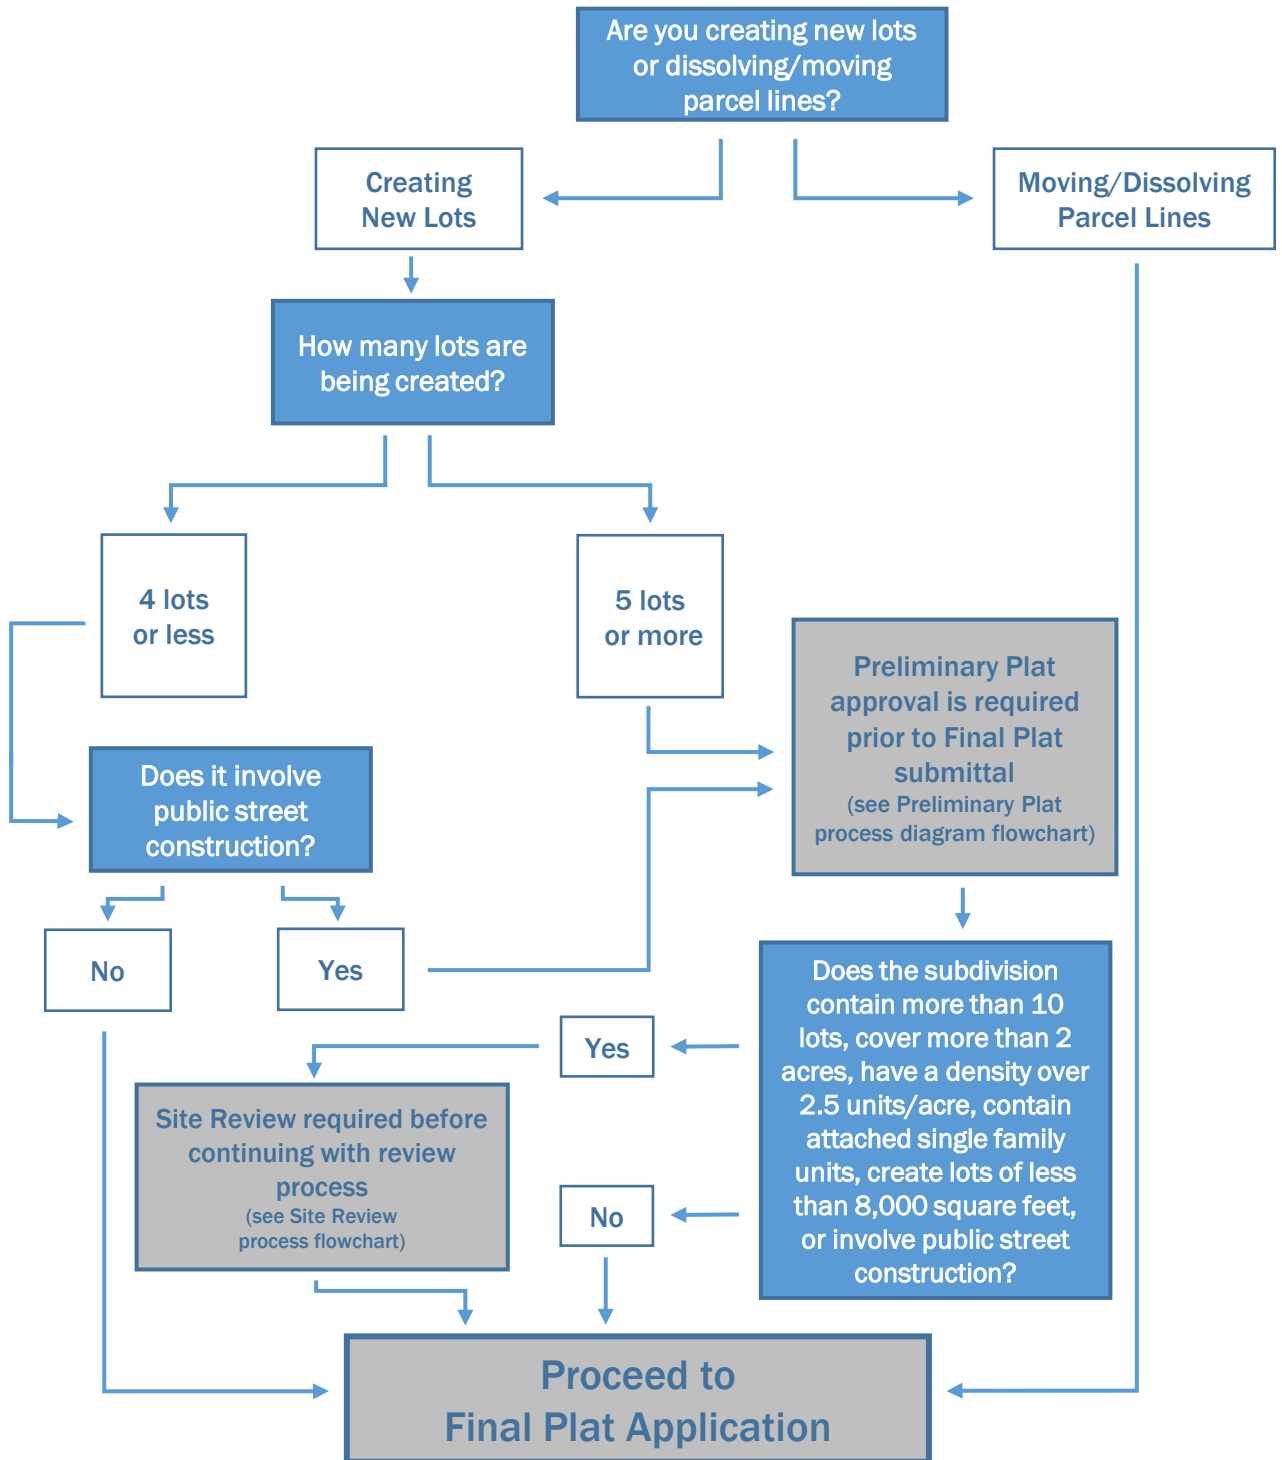 Are you creating new lots
or dissolving/moving
parcel lines?
Creating
New Lots
Moving/Dissolving
Parcel Lines
How many lots are
being created?
4 lots
or less
5 lots
or more
Preliminary Plat
approval is required
prior to Final Plat
submittal
(see Preliminary Plat
process diagram flowchart)
Does it involve
public street
construction?
No
Yes
Does the subdivision
contain more than 10
lots, cover more than 2
acres, have a density over
2.5 units/acre, contain
attached single family
units, create lots of less
than 8,000 square feet,
or involve public street
construction?
Yes
Site Review required before
continuing with review
process
(see Site Review
process flowchart)
No
Proceed to
Final Plat Application